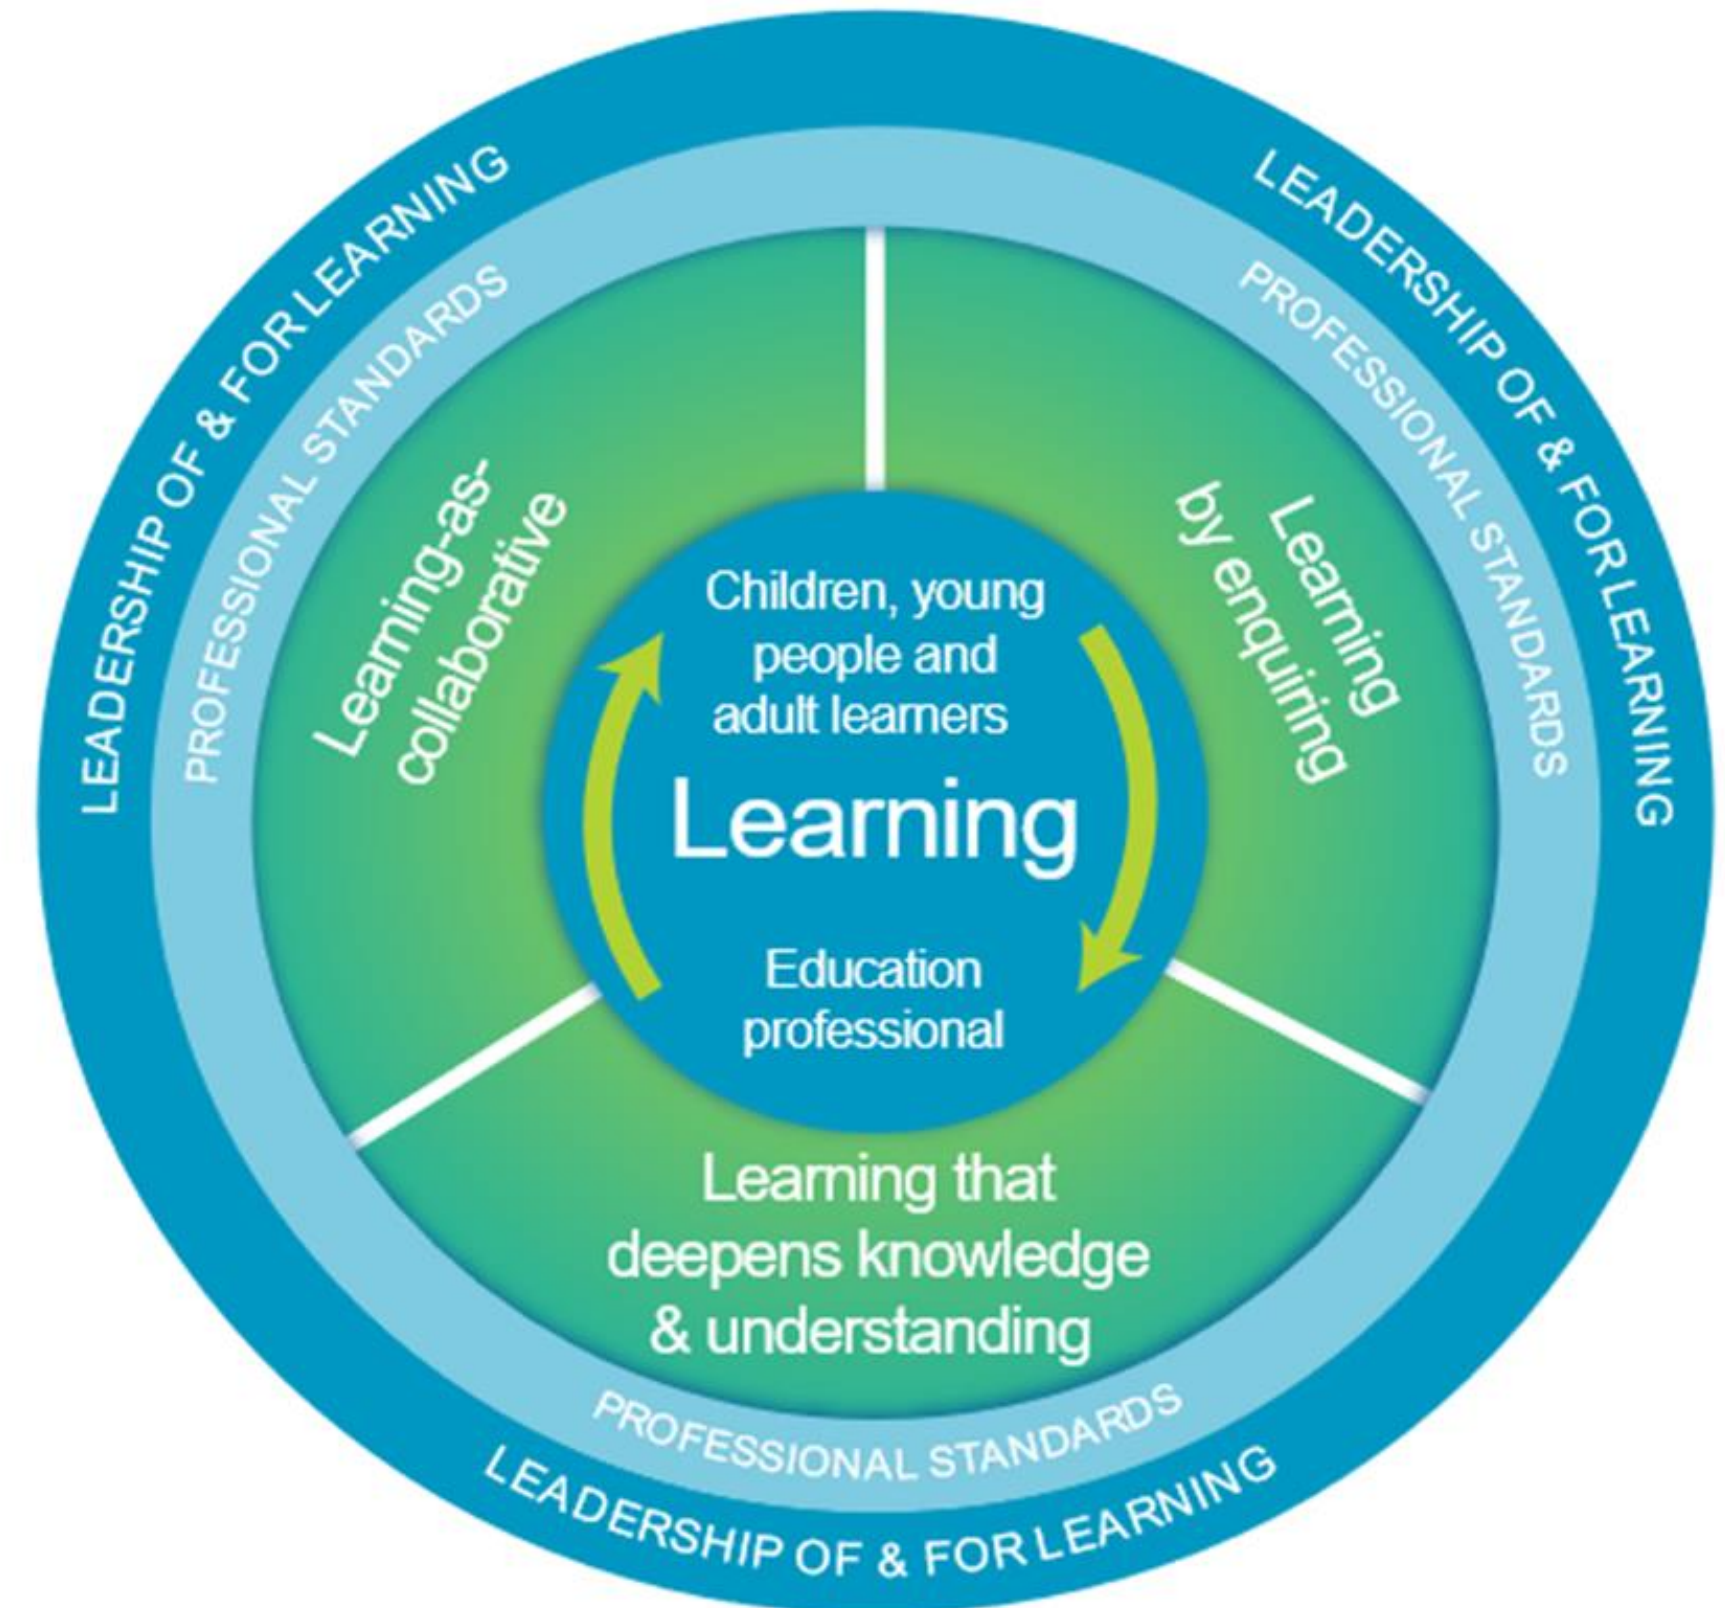 LEADERSHIP OF & FOR LEARNING
LEADERSHIP OF & FOR LEARNING
PROFESSIONAL STANDARDS
PROFESSIONAL STANDARDS
Learning-as-
collaborative
Learning
by enquiring
Children, young
people and
adult learners
Learning
Education
professional
Learning that
deepens knowledge
& understanding
PROFESSIONAL STANDARDS
LEADERSHIP OF & FOR LEARNING